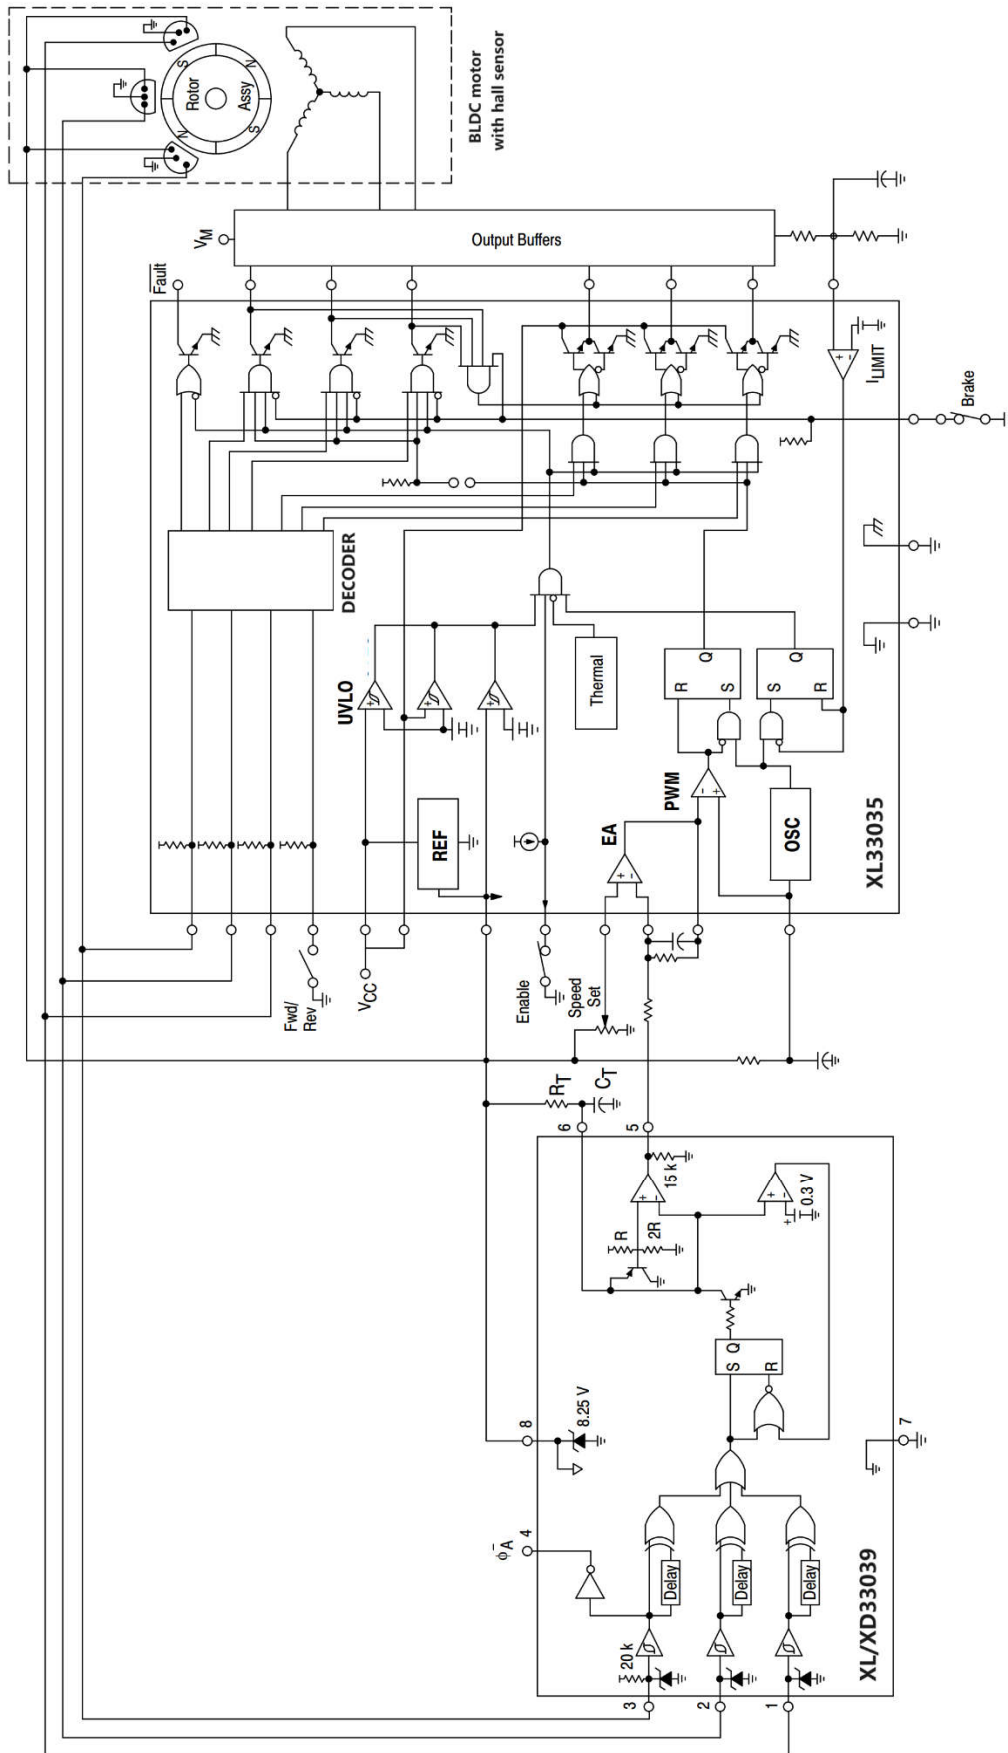 BLDC motor
with hall sensor
Rotor
Assy
S
N
N
S
VM
Output Buffers
Fault
ILIMIT
Brake
DECODER
UVLO
Thermal
REF
EA
PWM
R
Q
S
S
Q
R
OSC
XL33035
Fwd/
Rev
VCC
Enable
Speed
Set
RT
CT
6
5
15 k
R
2R
0.3 V
S
Q
R
8
8.25 V
7
4
ϕA
Delay
Delay
Delay
20 k
3
2
1
XL/XD33039